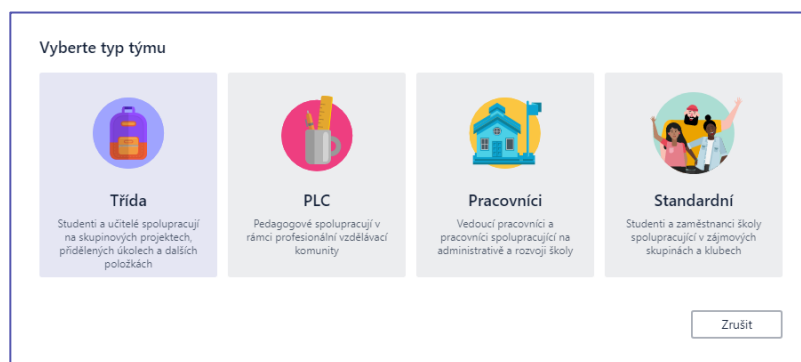 Vyberte typ týmu
Třída
Studenti a učitelé spolupracují
na skupinových projektech,
přidělených úkolech a dalších
položkách
PLC
Pedagogové spolupracují v
rámci profesionální vzdělávací
komunity
Pracovníci
Vedoucí pracovníci a
pracovníci spolupracující na
administrativě a rozvoji školy
Standardní
Studenti a zaměstnanci školy
spolupracující v zájmových
skupinách a klubech
Zrušit